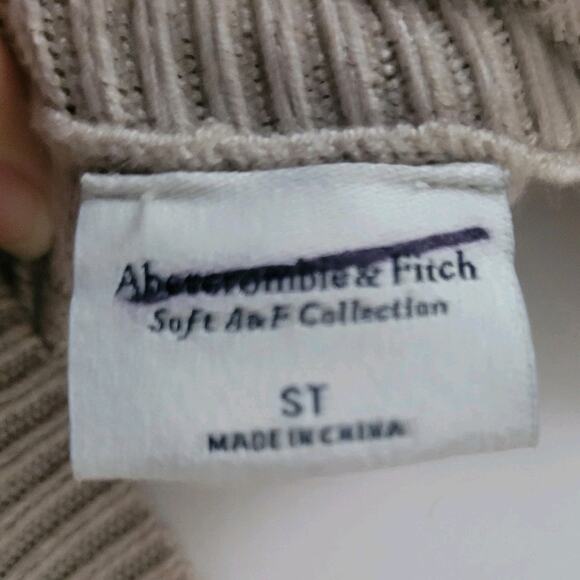 Abercrombie & Fitch
Soft A&F Collection
ST
MADE IN CHINA